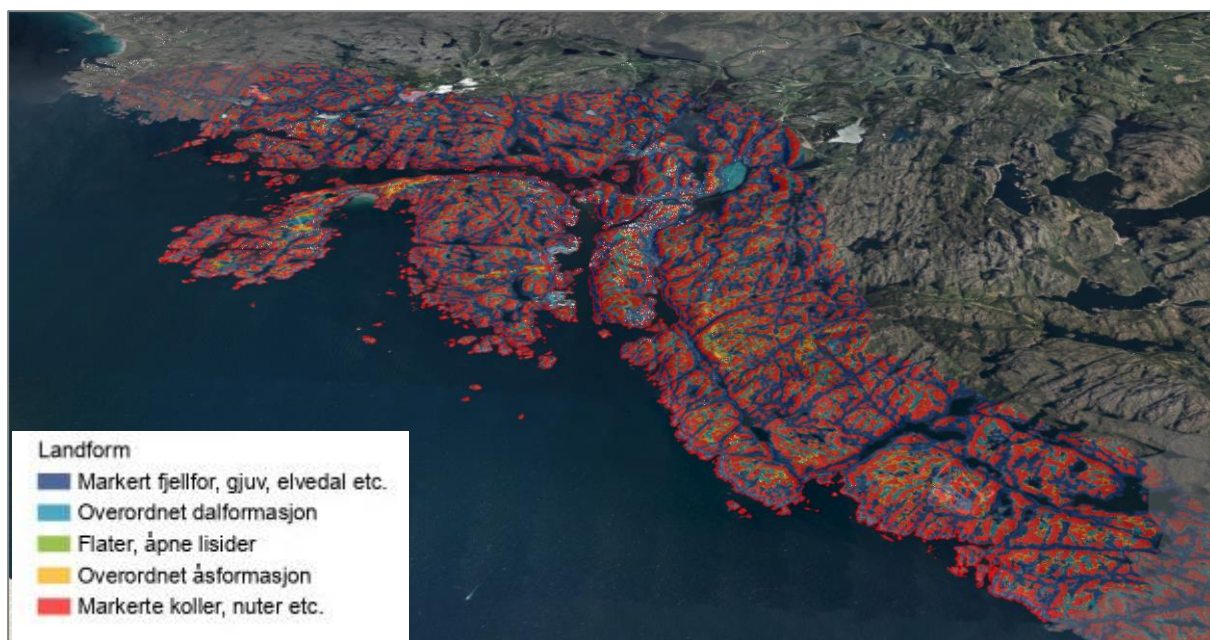 Landform
Markert fjellfor, gjuv, elvedal etc.
Overordnet dalformasjon
Flater, åpne lisider
Overordnet åsformasjon
Markerte koller, nuter etc.